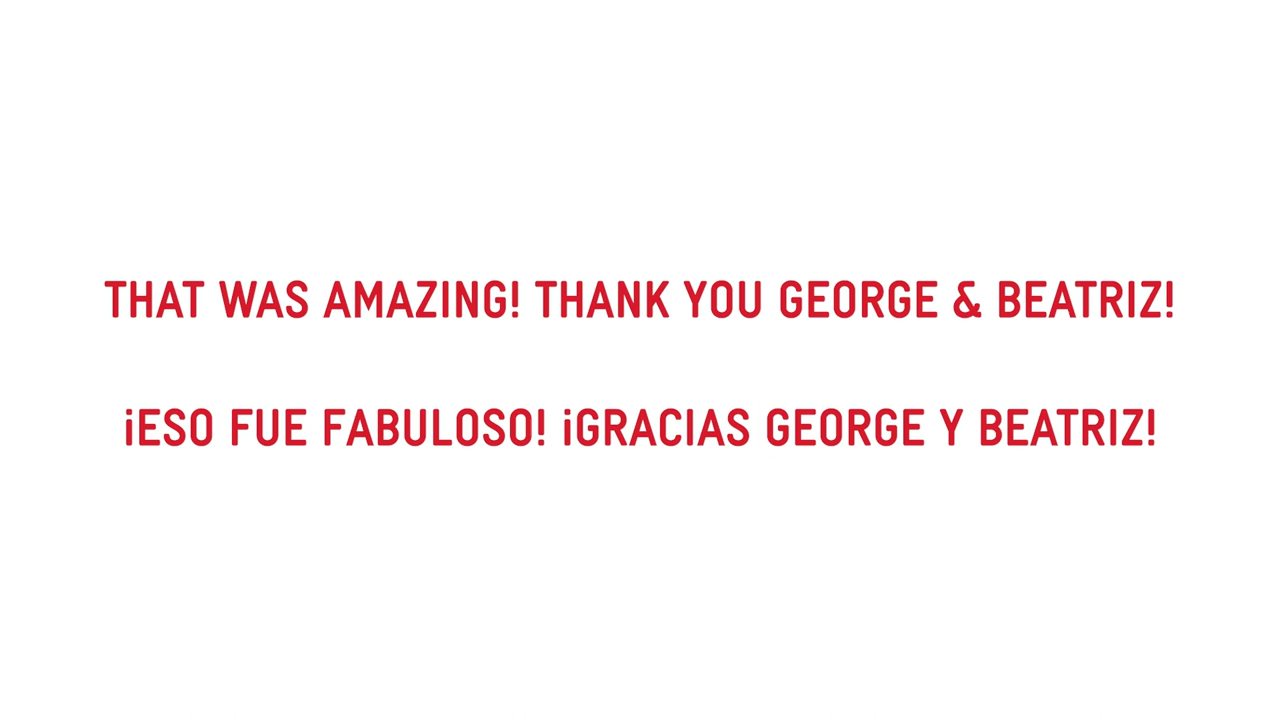 THAT WAS AMAZING! THANK YOU GEORGE & BEATRIZ!
¡ESO FUE FABULOSO! ¡GRACIAS GEORGE Y BEATRIZ!